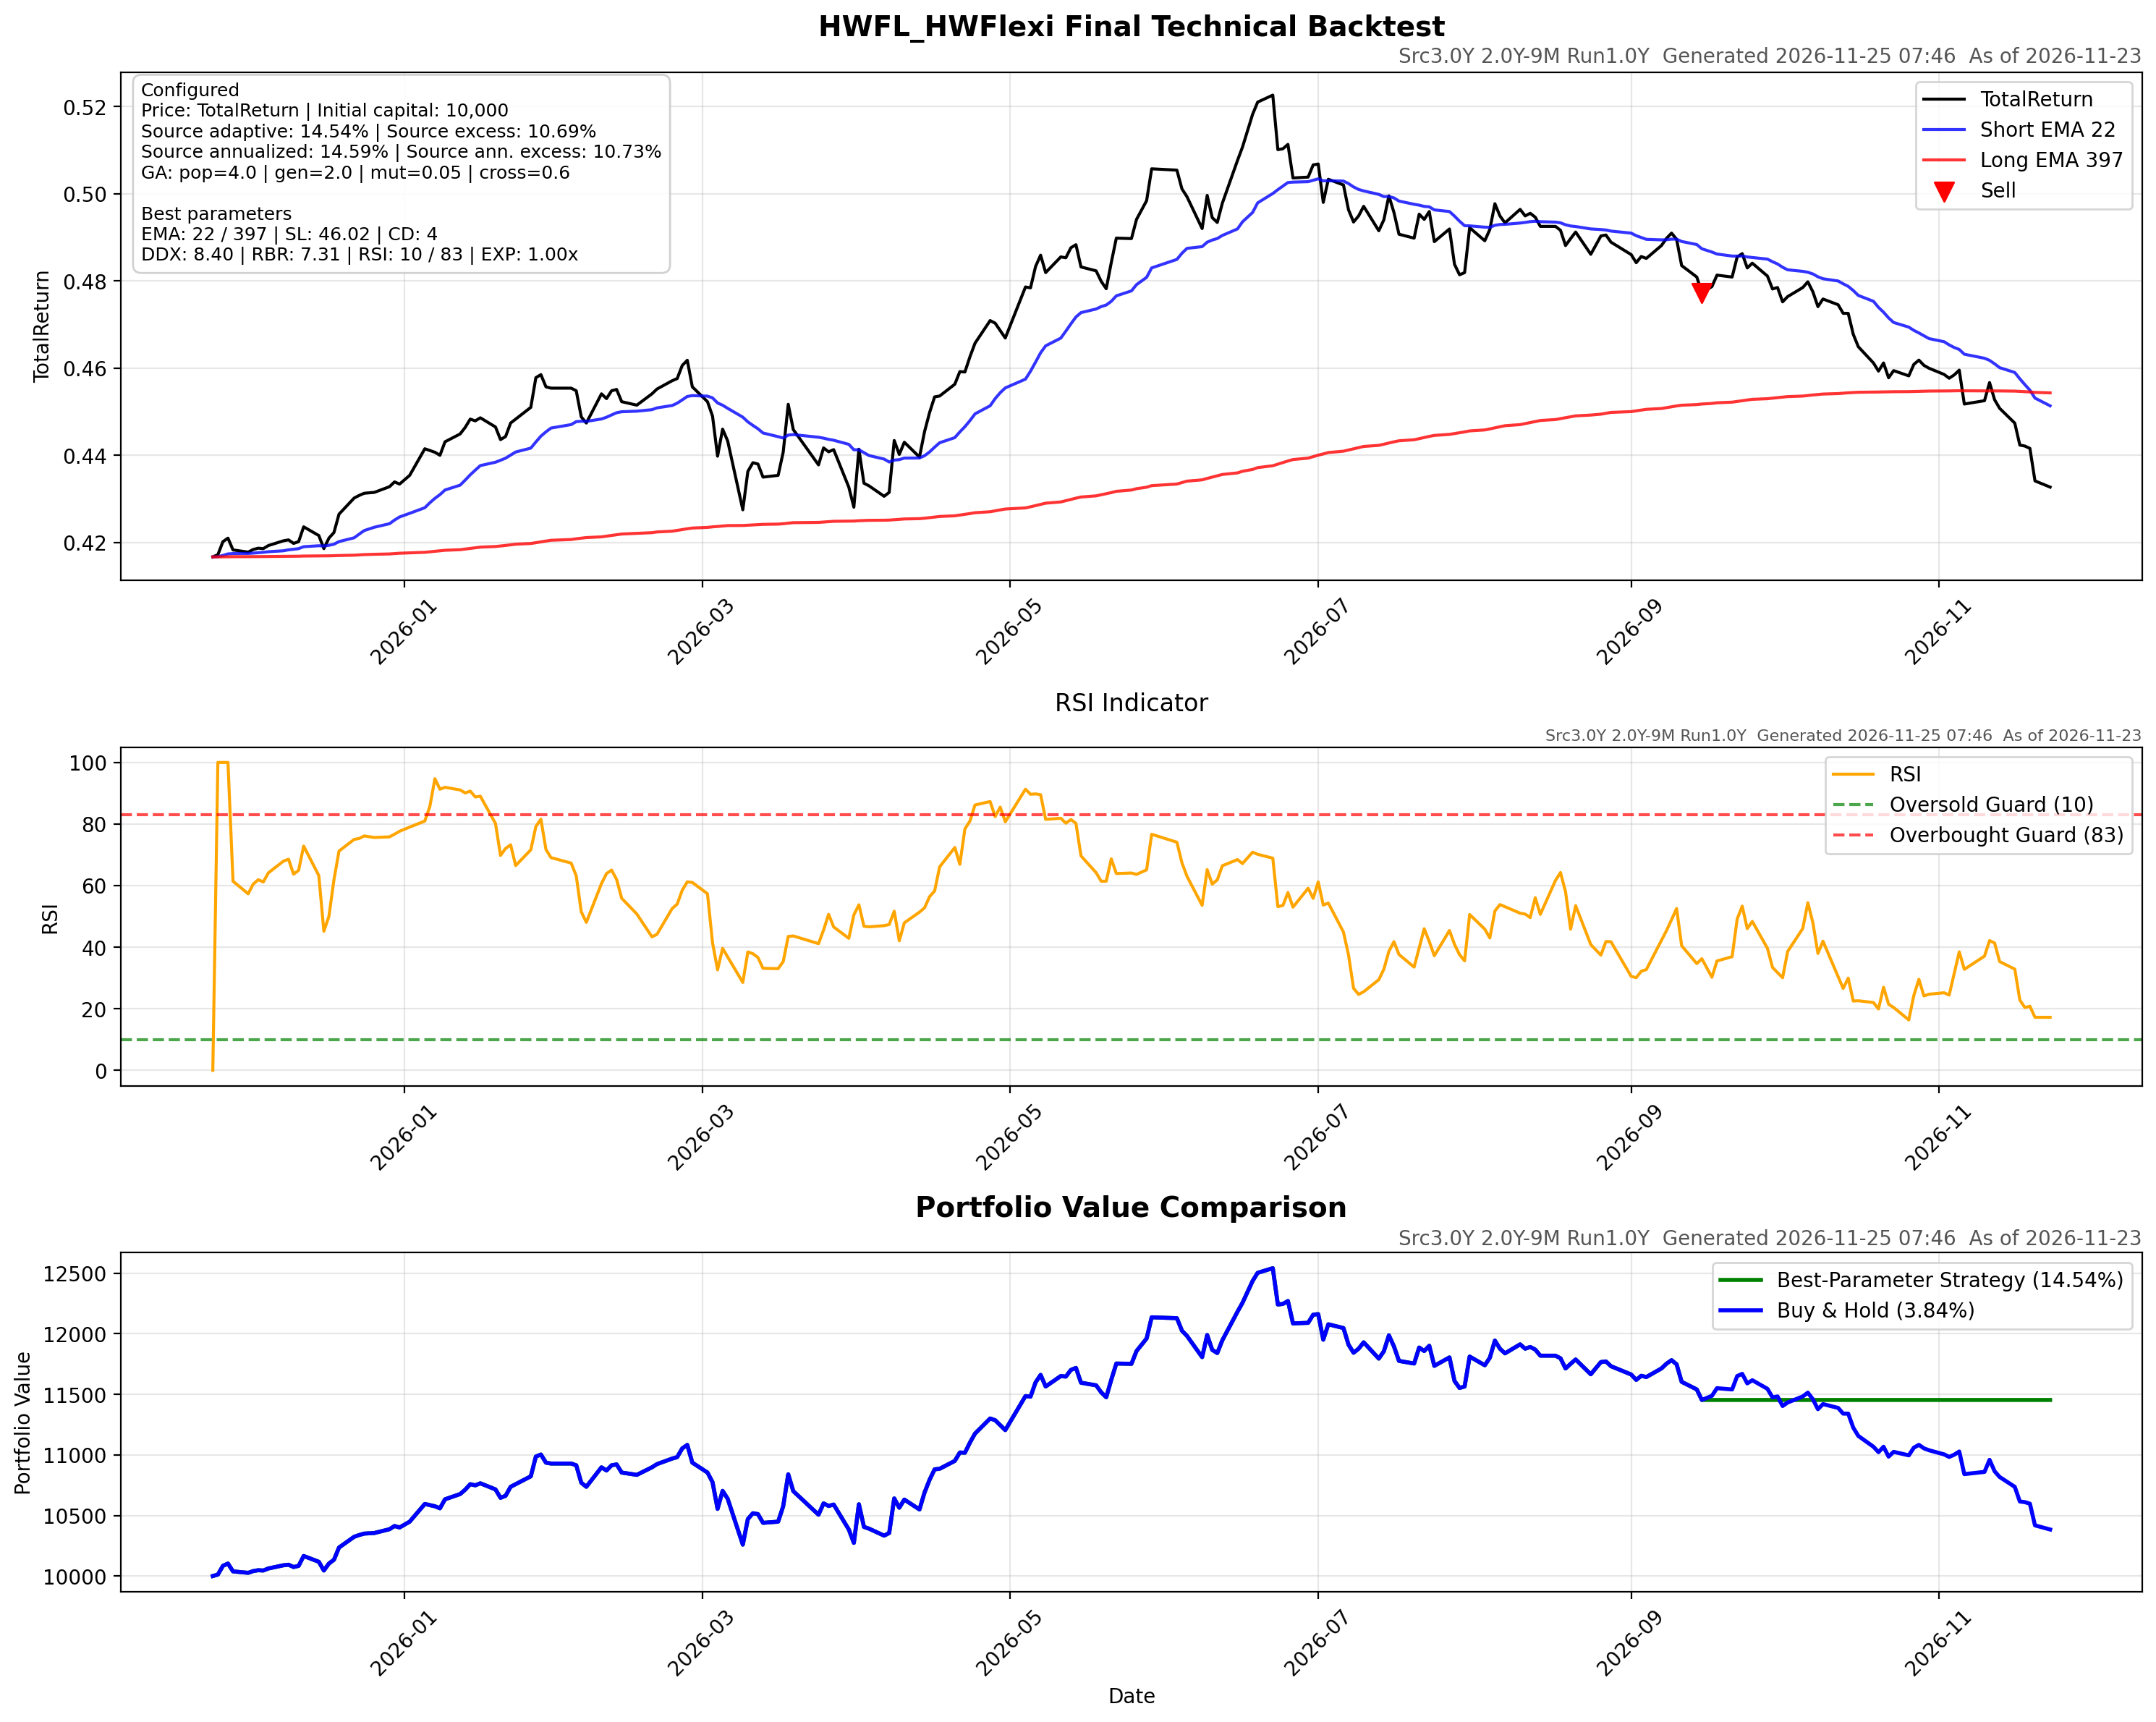 HWFL_HWFlexi Final Technical Backtest
Src3.0Y 2.0Y-9M Run1.0Y  Generated 2026-11-25 07:46  As of 2026-11-23
Configured
Price: TotalReturn | Initial capital: 10,000
Source adaptive: 14.54% | Source excess: 10.69%
Source annualized: 14.59% | Source ann. excess: 10.73%
GA: pop=4.0 | gen=2.0 | mut=0.05 | cross=0.6
Best parameters
EMA: 22 / 397 | SL: 46.02 | CD: 4
DDX: 8.40 | RBR: 7.31 | RSI: 10 / 83 | EXP: 1.00x
TotalReturn
Short EMA 22
Long EMA 397
Sell
TotalReturn
0.52
0.50
0.48
0.46
0.44
0.42
2026-01
2026-03
2026-05
2026-07
2026-09
2026-11
RSI Indicator
Src3.0Y 2.0Y-9M Run1.0Y  Generated 2026-11-25 07:46  As of 2026-11-23
RSI
Oversold Guard (10)
Overbought Guard (83)
RSI
100
80
60
40
20
0
2026-01
2026-03
2026-05
2026-07
2026-09
2026-11
Portfolio Value Comparison
Src3.0Y 2.0Y-9M Run1.0Y  Generated 2026-11-25 07:46  As of 2026-11-23
Best-Parameter Strategy (14.54%)
Buy & Hold (3.84%)
Portfolio Value
12500
12000
11500
11000
10500
10000
2026-01
2026-03
2026-05
2026-07
2026-09
2026-11
Date